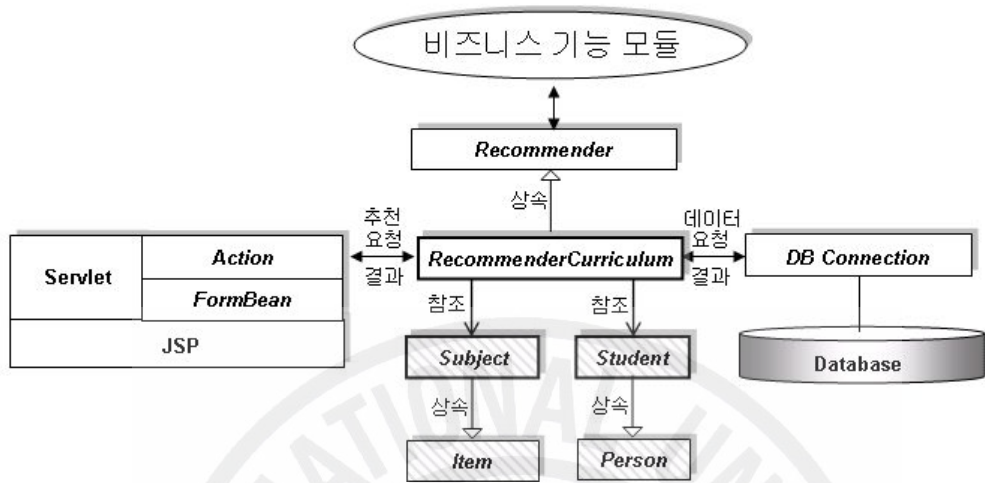 비즈니스 기능 모듈
Recommender
상속
추천
요청
결과
데이터
요청
결과
Servlet
Action
FormBean
JSP
RecommenderCurriculum
DB Connection
참조
참조
Subject
Student
Database
상속
상속
Item
Person
NATIONAL UN